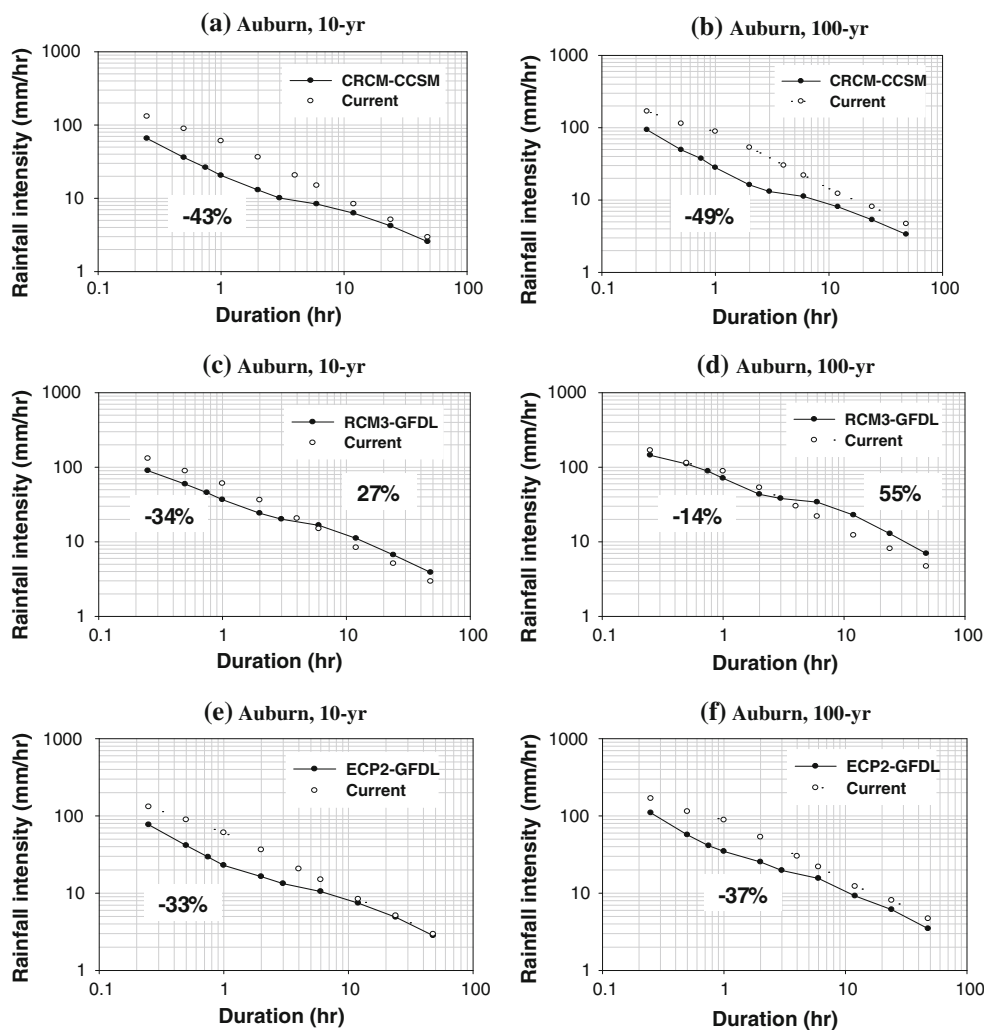 (a) Auburn, 10-yr
Rainfall intensity (mm/hr)
1000
100
10
1
CRCM-CCSM
Current
-43%
0.1 1 10 100
Duration (hr)
(b) Auburn, 100-yr
Rainfall intensity (mm/hr)
1000
100
10
1
CRCM-CCSM
Current
-49%
0.1 1 10 100
Duration (hr)
(c) Auburn, 10-yr
Rainfall intensity (mm/hr)
1000
100
10
1
RCM3-GFDL
Current
27%
-34%
0.1 1 10 100
Duration (hr)
(d) Auburn, 100-yr
Rainfall intensity (mm/hr)
1000
100
10
1
RCM3-GFDL
Current
55%
-14%
0.1 1 10 100
Duration (hr)
(e) Auburn, 10-yr
Rainfall intensity (mm/hr)
1000
100
10
1
ECP2-GFDL
Current
-33%
0.1 1 10 100
Duration (hr)
(f) Auburn, 100-yr
Rainfall intensity (mm/hr)
1000
100
10
1
ECP2-GFDL
Current
-37%
0.1 1 10 100
Duration (hr)